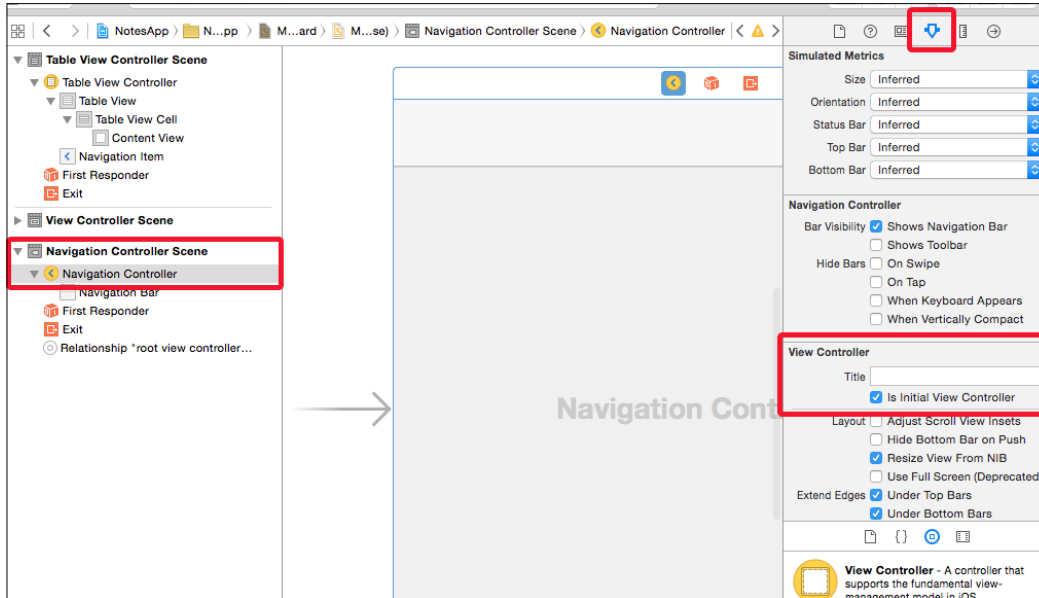 NotesApp N...pp M...ard M...se) Navigation Controller Scene Navigation Controller
Table View Controller Scene
Table View Controller
Table View
Table View Cell
Content View
Navigation Item
First Responder
Exit
View Controller Scene
Navigation Controller Scene
Navigation Controller
Navigation Bar
First Responder
Exit
Relationship "root view controller...
Navigation Cont
Simulated Metrics
Size Inferred
Orientation Inferred
Status Bar Inferred
Top Bar Inferred
Bottom Bar Inferred
Navigation Controller
Bar Visibility Shows Navigation Bar
Shows Toolbar
Hide Bars On Swipe
On Tap
When Keyboard Appears
When Vertically Compact
View Controller
Title
Is Initial View Controller
Layout Adjust Scroll View Insets
Hide Bottom Bar on Push
Resize View From NIB
Use Full Screen (Deprecated
Extend Edges Under Top Bars
Under Bottom Bars
View Controller - A controller that
supports the fundamental view-
management model in iOS